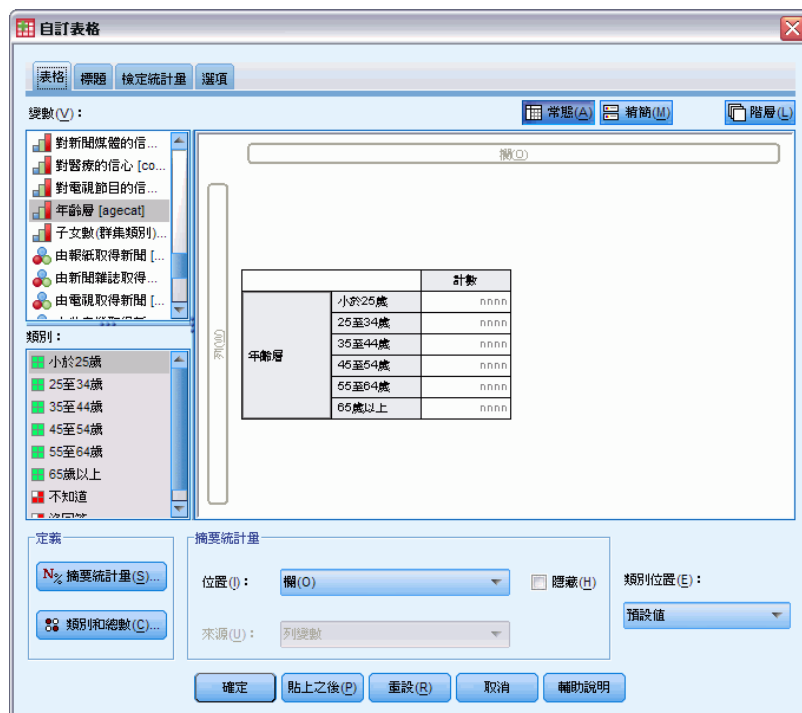 自訂表格
表格 標題 檢定統計量 選項
變數(V)： 常態(A) 精簡(M) 階層(L)
對新聞媒體的信...
對醫療的信心 [co...
對電視節目的信...
年齡層 [agecat]
子女數(群集類別)...
由報紙取得新聞 [...
由新聞雜誌取得...
由電視取得新聞 [...
類別：
小於25歲
25至34歲
35至44歲
45至54歲
55至64歲
65歲以上
不知道
欄(O)
列(W)
計數
年齡層
小於25歲 nnnn
25至34歲 nnnn
35至44歲 nnnn
45至54歲 nnnn
55至64歲 nnnn
65歲以上 nnnn
定義
N% 摘要統計量(S)...
類別和總數(C)...
摘要統計量
位置(I)： 欄(O) 隱藏(H)
來源(U)： 列變數
類別位置(E)：
預設值
確定 貼上之後(P) 重設(R) 取消 輔助說明